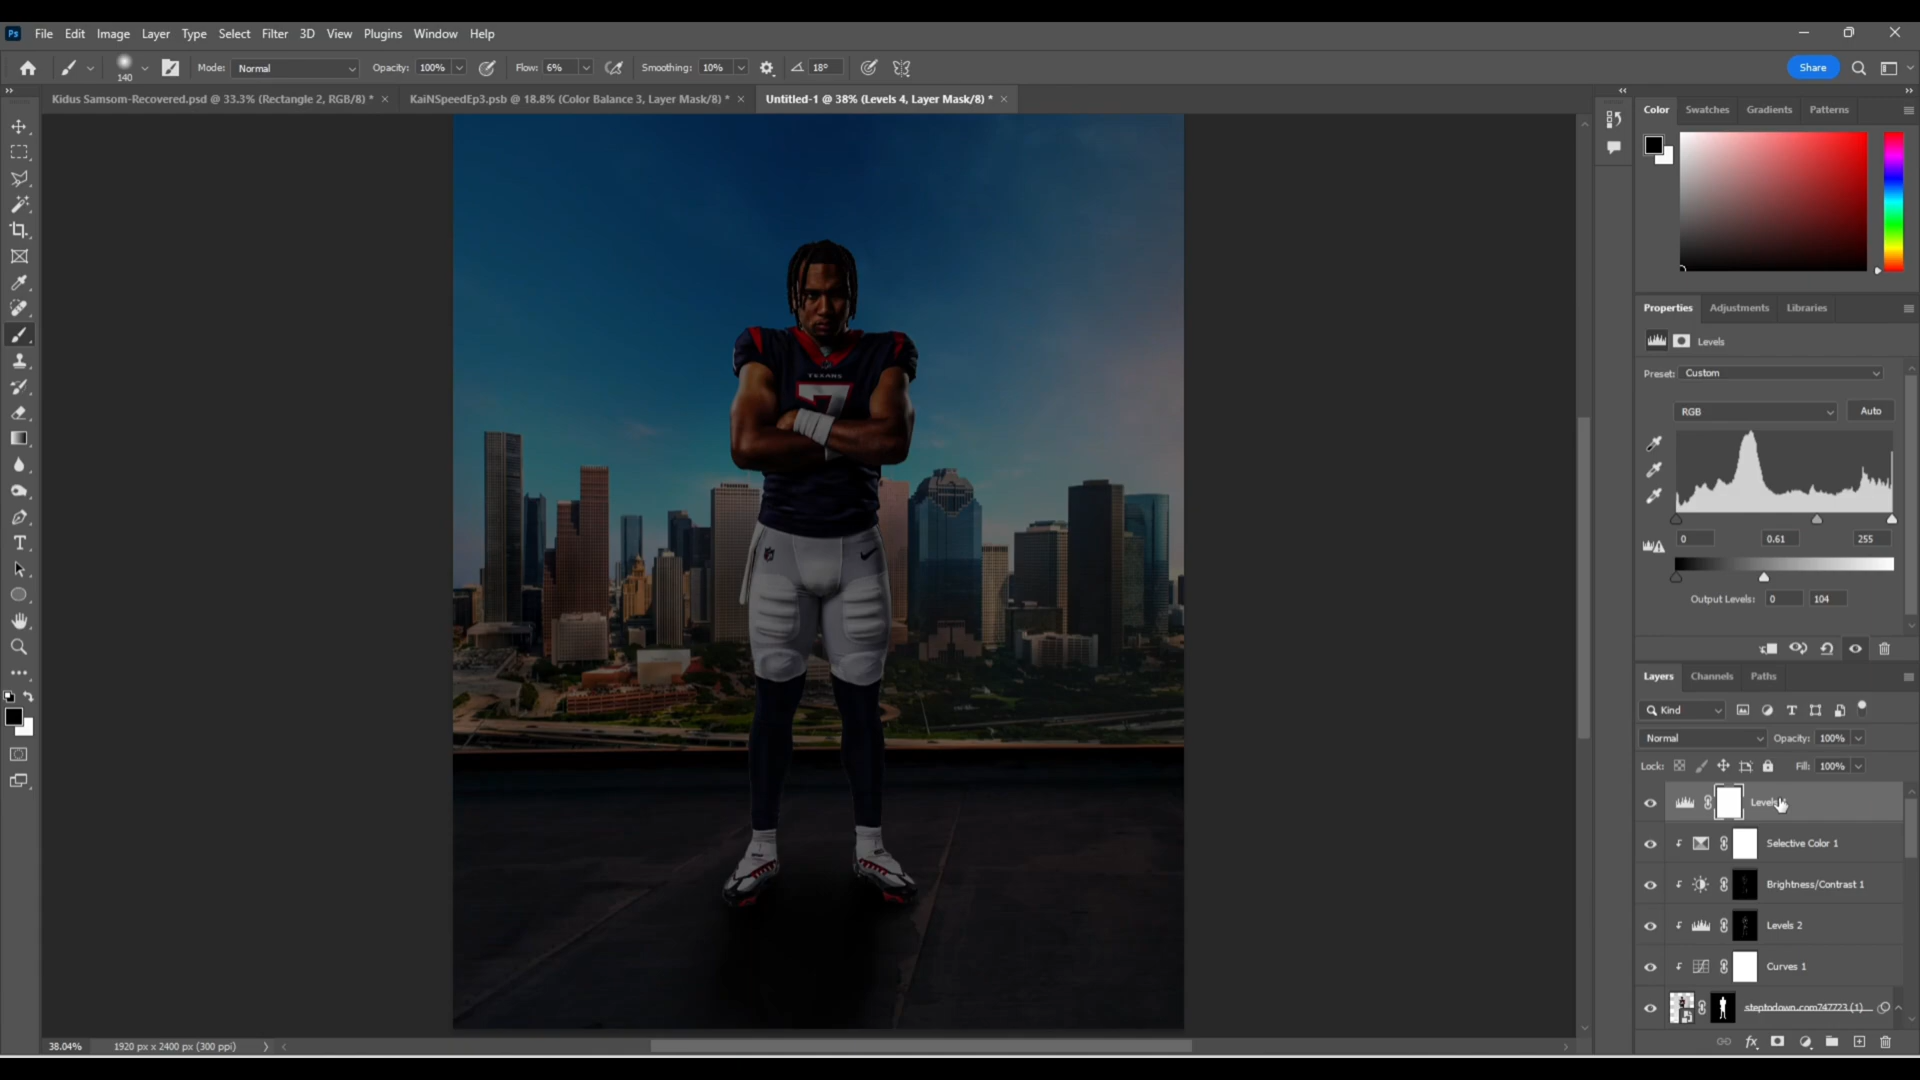 Ps File Edit Image Layer Type Select Filter 3D View Plugins Window Help
140 Mode: Normal Opacity: 100% Flow: 6% Smoothing: 10% 18° Share
Kidus Samsom-Recovered.psd @ 33.3% (Rectangle 2, RGB/8) * × KaiNSpeedEp3.psb @ 18.8% (Color Balance 3, Layer Mask/8) * × Untitled-1 @ 38% (Levels 4, Layer Mask/8) * ×
Color Swatches Gradients Patterns
Properties Adjustments Libraries
Levels
Preset: Custom
RGB Auto
0 0.61 255
Output Levels: 0 104
TEXANS
7
Layers Channels Paths
Kind
Normal Opacity: 100%
Lock: Fill: 100%
Levels
Selective Color 1
Brightness/Contrast 1
Levels 2
Curves 1
steptodown.com747723 (1)
38.04% 1920 px x 2400 px (300 ppi)